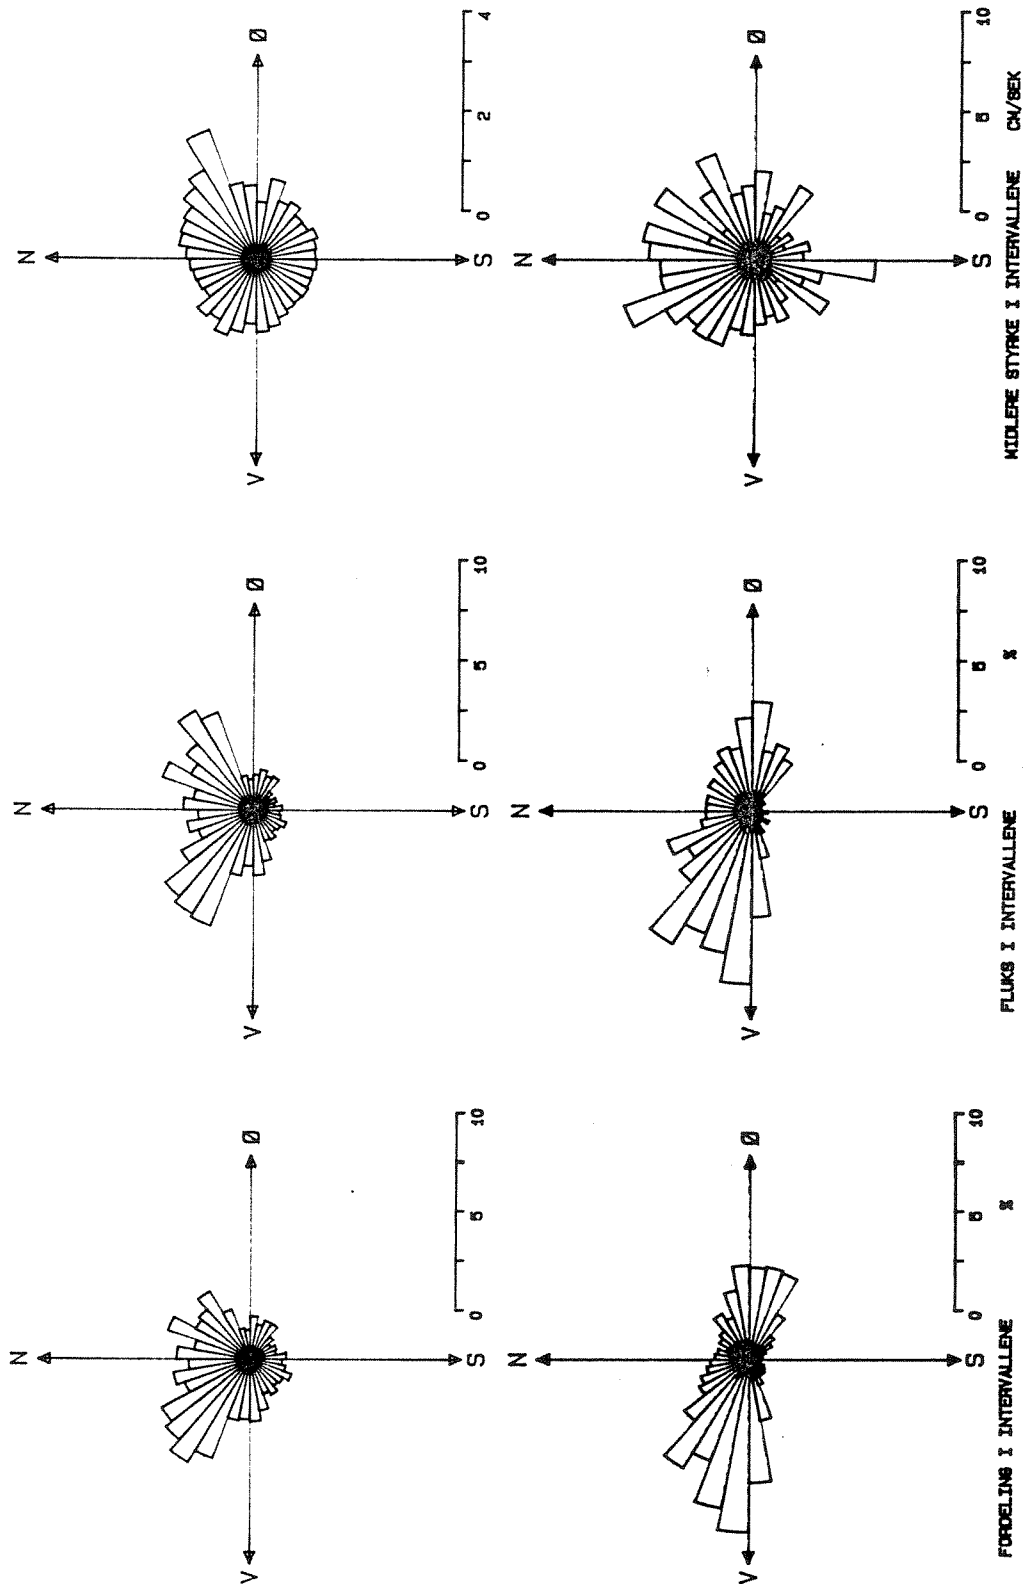 N
V
Ø
S
0 5 10
N
V
Ø
S
0 5 10
N
V
Ø
S
0 2 4
N
V
Ø
S
0 5 10
FORDELING I INTERVALLENE %
N
V
Ø
S
0 5 10
FLUKS I INTERVALLENE %
N
V
Ø
S
0 5 10
MIDLERE STYRKE I INTERVALLENE CM/SEK